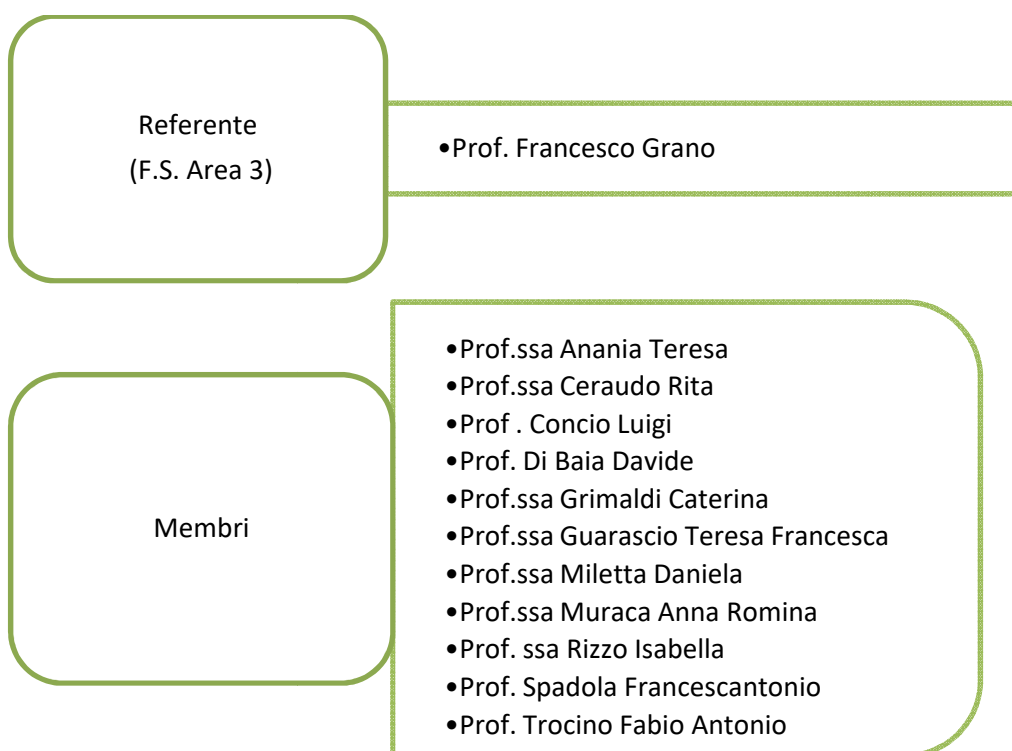 Referente
(F.S. Area 3)
•Prof. Francesco Grano
Membri
•Prof.ssa Anania Teresa
•Prof.ssa Ceraudo Rita
•Prof . Concio Luigi
•Prof. Di Baia Davide
•Prof.ssa Grimaldi Caterina
•Prof.ssa Guarascio Teresa Francesca
•Prof.ssa Miletta Daniela
•Prof.ssa Muraca Anna Romina
•Prof. ssa Rizzo Isabella
•Prof. Spadola Francescantonio
•Prof. Trocino Fabio Antonio